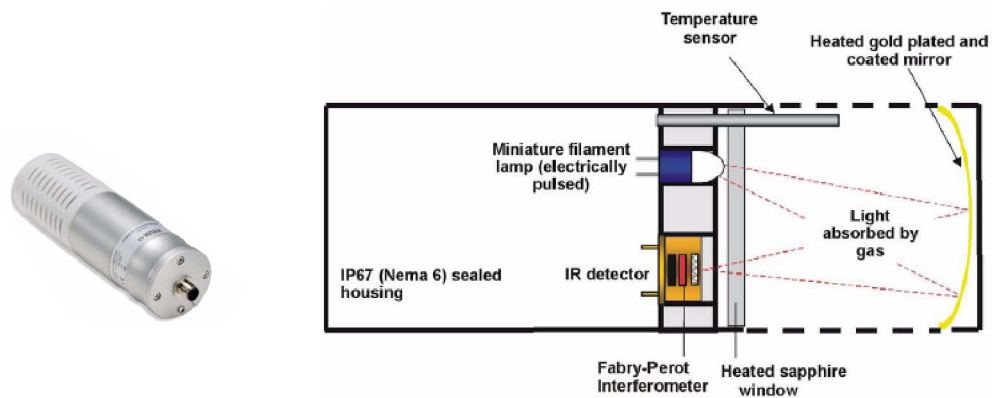 Temperature
sensor
Heated gold plated and
coated mirror
Miniature filament
lamp (electrically
pulsed)
Light
absorbed by
gas
IP67 (Nema 6) sealed
housing
IR detector
Fabry-Perot
Interferometer
Heated sapphire
window